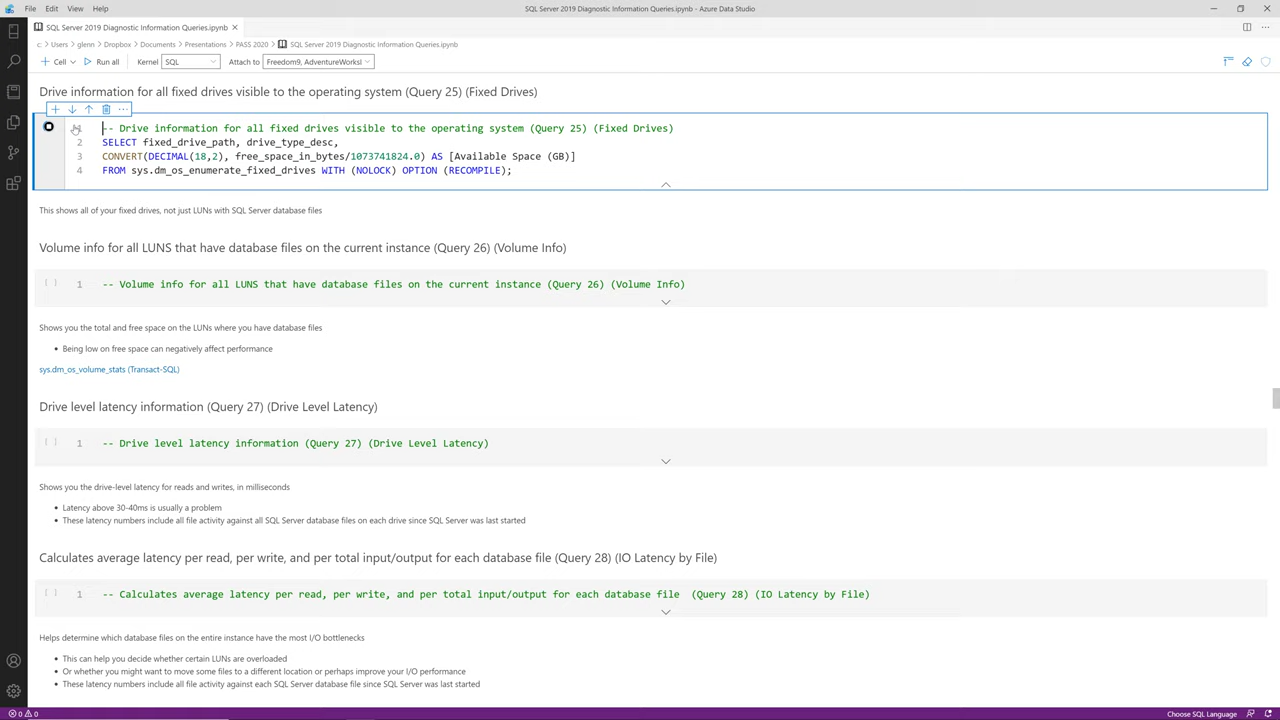 File Edit View Help
SQL Server 2019 Diagnostic Information Queries.ipynb - Azure Data Studio
SQL Server 2019 Diagnostic Information Queries.ipynb
c: > Users > glenn > Dropbox > Documents > Presentations > PASS 2020 > SQL Server 2019 Diagnostic Information Queries.ipynb
+ Cell Run all Kernel SQL Attach to Freedom9, AdventureWorksl
Drive information for all fixed drives visible to the operating system (Query 25) (Fixed Drives)
1 -- Drive information for all fixed drives visible to the operating system (Query 25) (Fixed Drives)
2 SELECT fixed_drive_path, drive_type_desc,
3 CONVERT(DECIMAL(18,2), free_space_in_bytes/1073741824.0) AS [Available Space (GB)]
4 FROM sys.dm_os_enumerate_fixed_drives WITH (NOLOCK) OPTION (RECOMPILE);
This shows all of your fixed drives, not just LUNs with SQL Server database files
Volume info for all LUNS that have database files on the current instance (Query 26) (Volume Info)
[ ] 1 -- Volume info for all LUNS that have database files on the current instance (Query 26) (Volume Info)
Shows you the total and free space on the LUNs where you have database files
• Being low on free space can negatively affect performance
sys.dm_os_volume_stats (Transact-SQL)
Drive level latency information (Query 27) (Drive Level Latency)
[ ] 1 -- Drive level latency information (Query 27) (Drive Level Latency)
Shows you the drive-level latency for reads and writes, in milliseconds
• Latency above 30-40ms is usually a problem
• These latency numbers include all file activity against all SQL Server database files on each drive since SQL Server was last started
Calculates average latency per read, per write, and per total input/output for each database file (Query 28) (IO Latency by File)
[ ] 1 -- Calculates average latency per read, per write, and per total input/output for each database file (Query 28) (IO Latency by File)
Helps determine which database files on the entire instance have the most I/O bottlenecks
• This can help you decide whether certain LUNs are overloaded
• Or whether you might want to move some files to a different location or perhaps improve your I/O performance
• These latency numbers include all file activity against each SQL Server database file since SQL Server was last started
0 0 Choose SQL Language